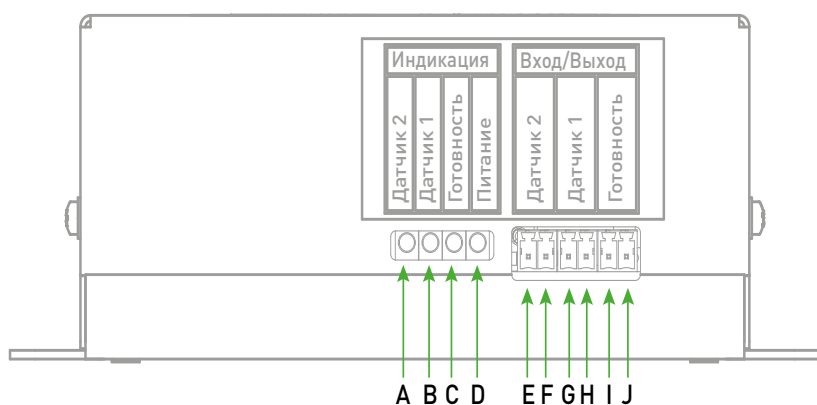 Индикация
Датчик 2
Датчик 1
Готовность
Питание
Вход/Выход
Датчик 2
Датчик 1
Готовность
A B C D E F G H I J